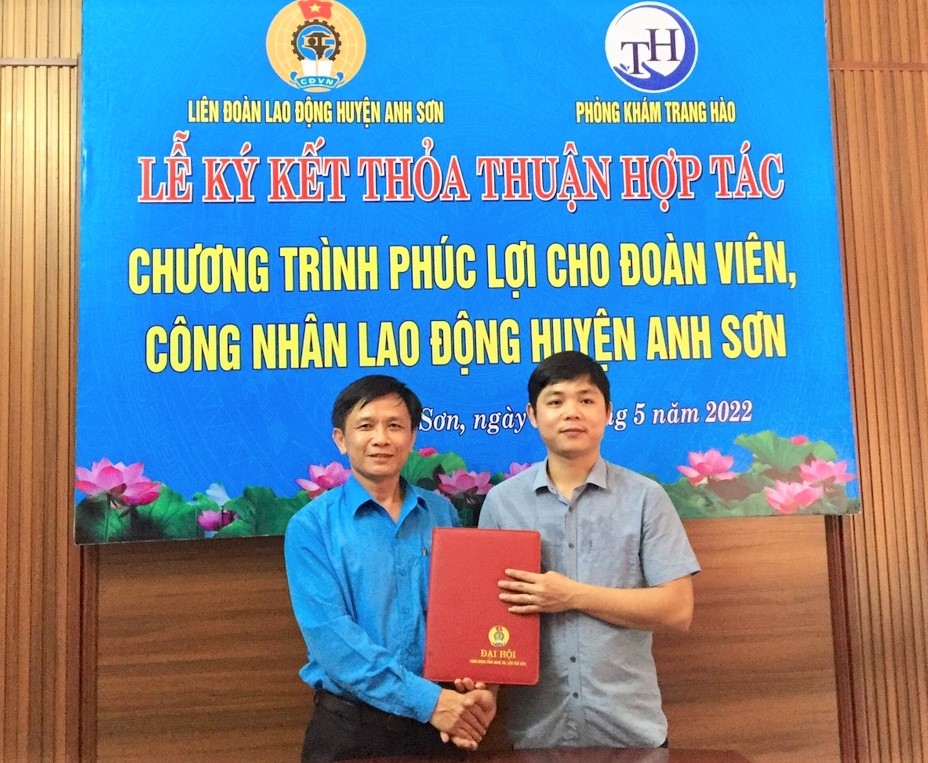 CĐVN
TH
LIÊN ĐOÀN LAO ĐỘNG HUYỆN ANH SƠN
PHÒNG KHÁM TRANG HÀO
LỄ KÝ KẾT THỎA THUẬN HỢP TÁC
CHƯƠNG TRÌNH PHÚC LỢI CHO ĐOÀN VIÊN,
CÔNG NHÂN LAO ĐỘNG HUYỆN ANH SƠN
Sơn, ngày g 5 năm 2022
ĐẠI HỘI